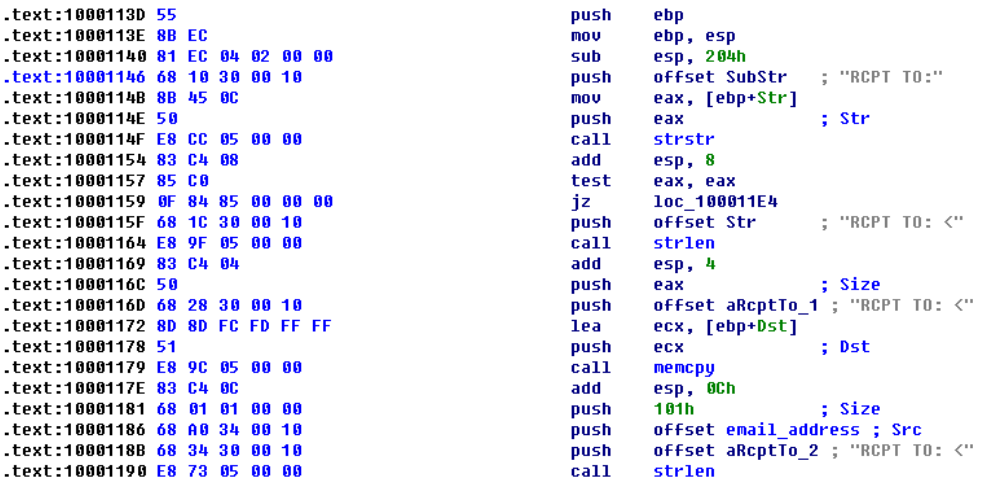 .text:1000113D 55 push ebp
.text:1000113E 8B EC mov ebp, esp
.text:10001140 81 EC 04 02 00 00 sub esp, 204h
.text:10001146 68 10 30 00 10 push offset SubStr ; "RCPT TO:"
.text:1000114B 8B 45 0C mov eax, [ebp+Str]
.text:1000114E 50 push eax ; Str
.text:1000114F E8 CC 05 00 00 call strstr
.text:10001154 83 C4 08 add esp, 8
.text:10001157 85 C0 test eax, eax
.text:10001159 0F 84 85 00 00 00 jz loc_100011E4
.text:1000115F 68 1C 30 00 10 push offset Str ; "RCPT TO: <"
.text:10001164 E8 9F 05 00 00 call strlen
.text:10001169 83 C4 04 add esp, 4
.text:1000116C 50 push eax ; Size
.text:1000116D 68 28 30 00 10 push offset aRcptTo_1 ; "RCPT TO: <"
.text:10001172 8D 8D FC FD FF FF lea ecx, [ebp+Dst]
.text:10001178 51 push ecx ; Dst
.text:10001179 E8 9C 05 00 00 call memcpy
.text:1000117E 83 C4 0C add esp, 0Ch
.text:10001181 68 01 01 00 00 push 101h ; Size
.text:10001186 68 A0 34 00 10 push offset email_address ; Src
.text:1000118B 68 34 30 00 10 push offset aRcptTo_2 ; "RCPT TO: <"
.text:10001190 E8 73 05 00 00 call strlen